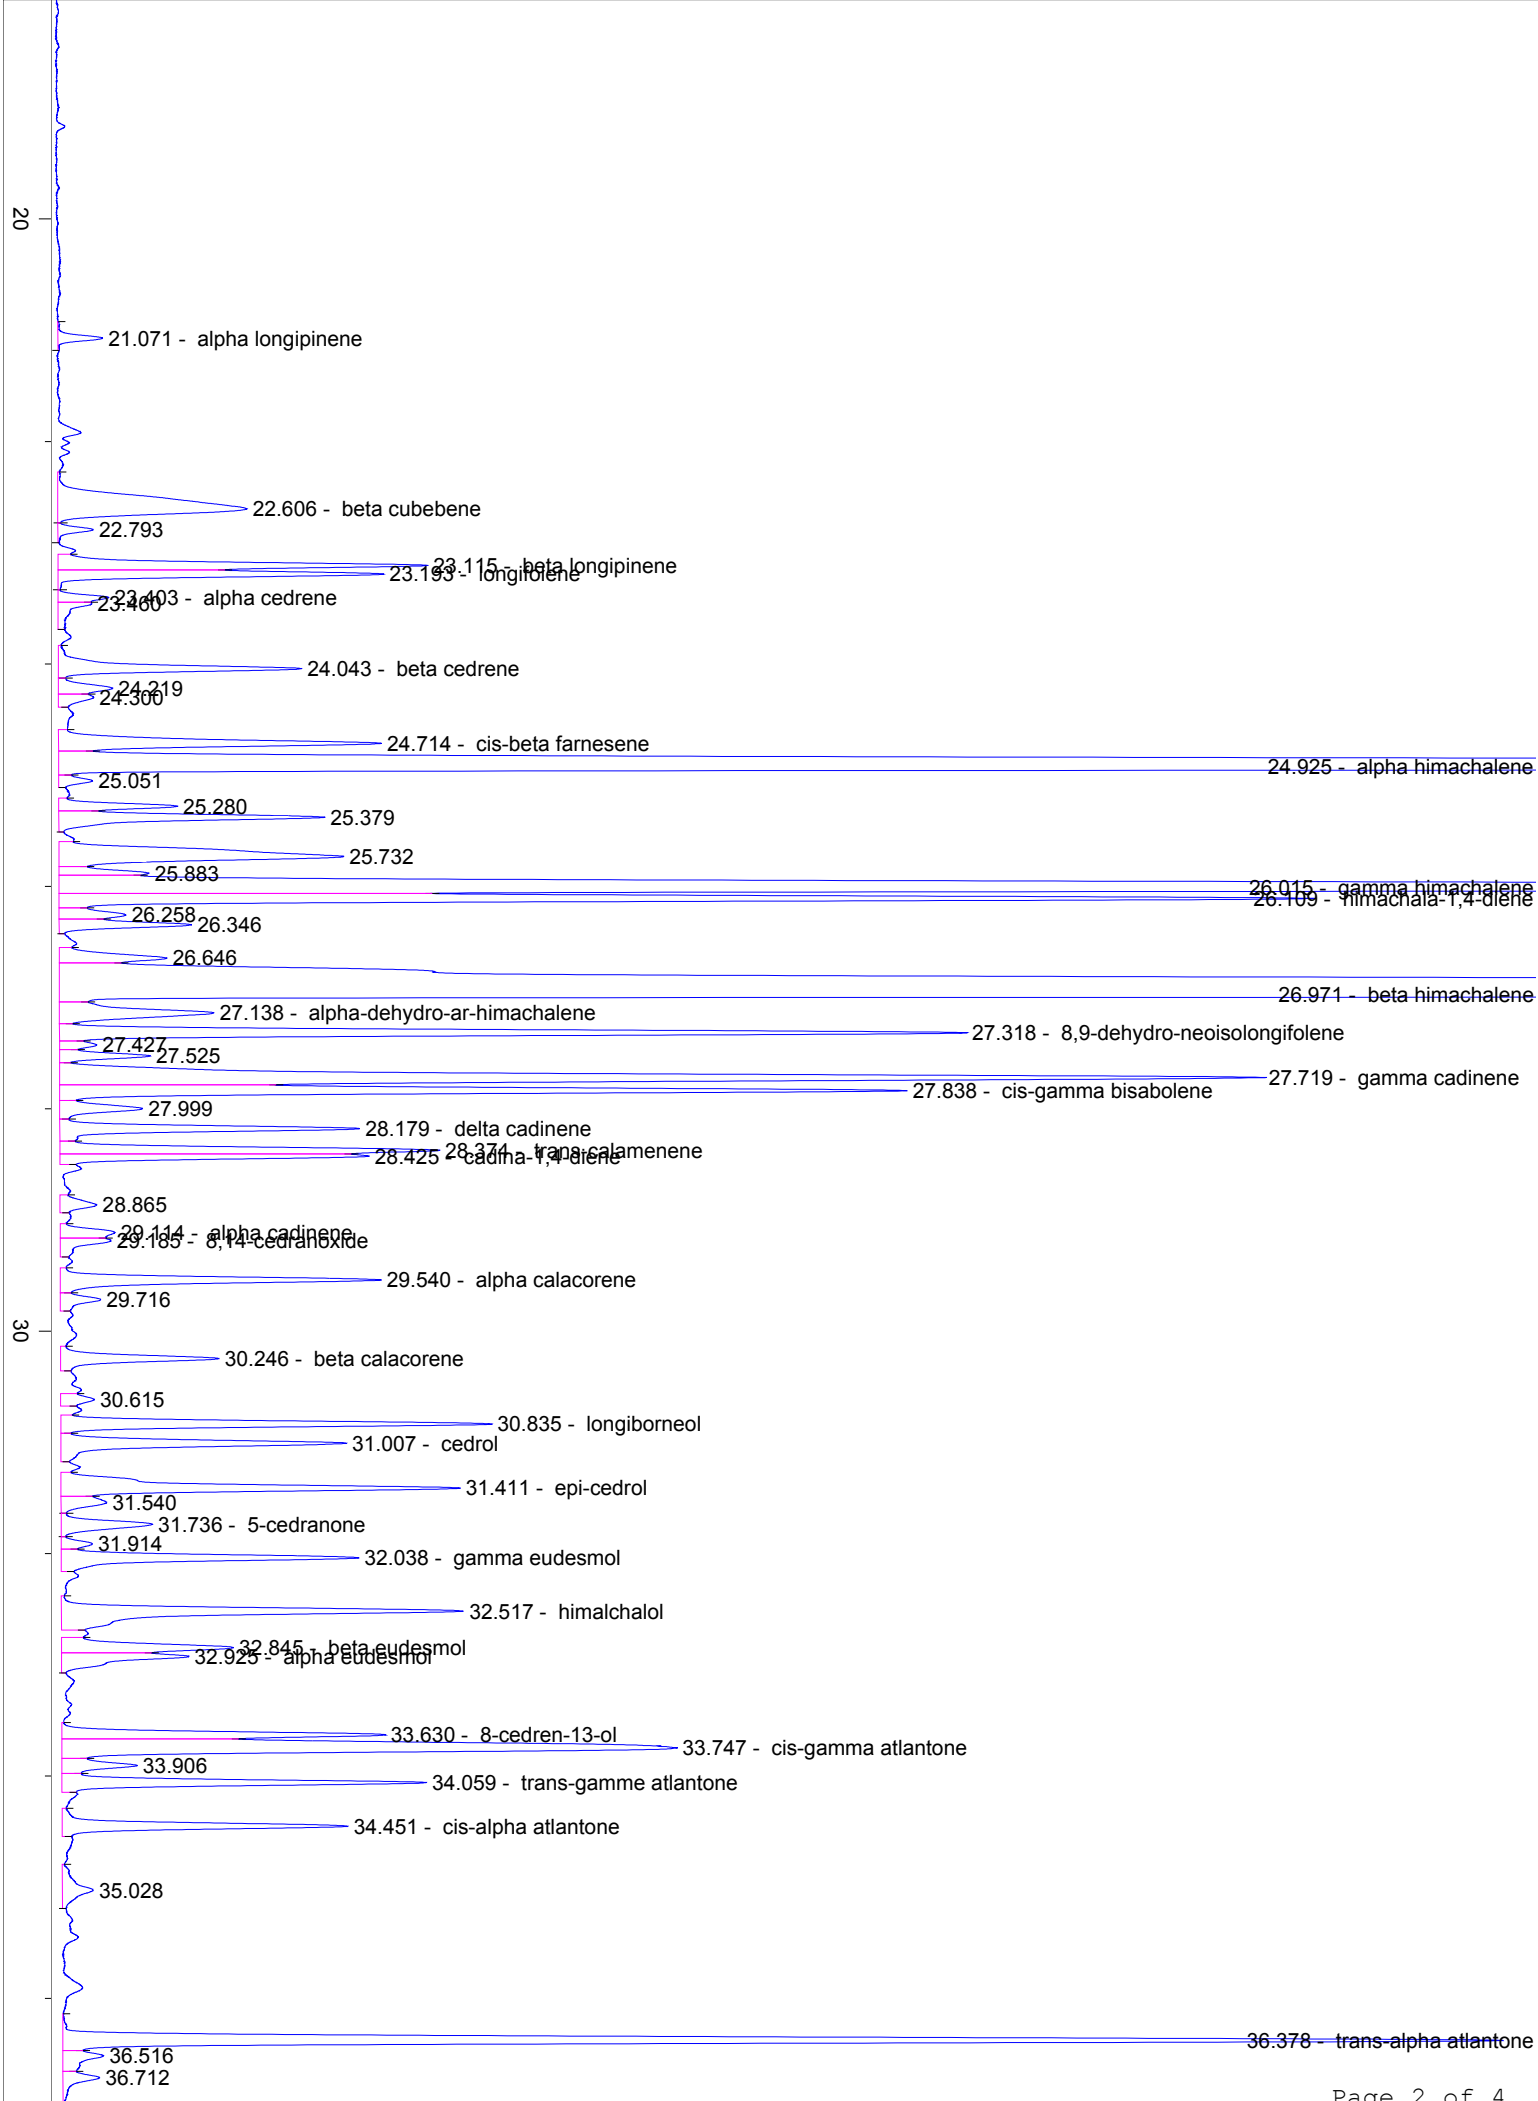 20
21.071 - alpha longipinene
22.606 - beta cubebene
22.793
23.115 - beta longipinene
23.193 - longifolene
23.403 - alpha cedrene
23.460
24.043 - beta cedrene
24.219
24.300
24.714 - cis-beta farnesene
24.925 - alpha himachalene
25.051
25.280
25.379
25.732
25.883
26.015 - gamma himachalene
26.109 - himachala-1,4-diene
26.258
26.346
26.646
26.971 - beta himachalene
27.138 - alpha-dehydro-ar-himachalene
27.318 - 8,9-dehydro-neoisolongifolene
27.427
27.525
27.719 - gamma cadinene
27.838 - cis-gamma bisabolene
27.999
28.179 - delta cadinene
28.374 - trans-calamenene
28.425 - cadina-1,4-diene
28.865
29.114 - alpha cadinene
29.185 - 8,14-cedranoxide
29.540 - alpha calacorene
29.716
30
30.246 - beta calacorene
30.615
30.835 - longiborneol
31.007 - cedrol
31.411 - epi-cedrol
31.540
31.736 - 5-cedranone
31.914
32.038 - gamma eudesmol
32.517 - himalchalol
32.845 - beta eudesmol
32.925 - alpha eudesmol
33.630 - 8-cedren-13-ol
33.747 - cis-gamma atlantone
33.906
34.059 - trans-gamme atlantone
34.451 - cis-alpha atlantone
35.028
36.378 - trans-alpha atlantone
36.516
36.712
Page 2 of 4